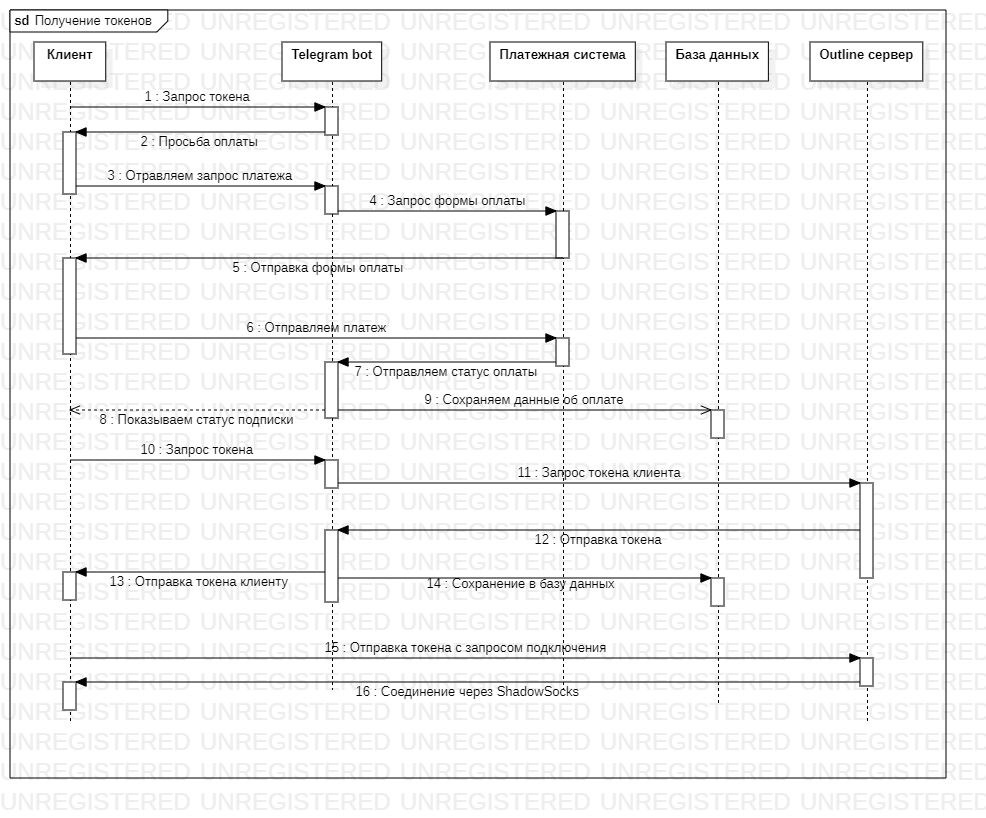 sd Получение токенов
Клиент
Telegram bot
Платежная система
База данных
Outline сервер
1 : Запрос токена
2 : Просьба оплаты
3 : Отравляем запрос платежа
4 : Запрос формы оплаты
5 : Отправка формы оплаты
6 : Отправляем платеж
7 : Отправляем статус оплаты
9 : Сохраняем данные об оплате
8 : Показываем статус подписки
10 : Запрос токена
11 : Запрос токена клиента
12 : Отправка токена
13 : Отправка токена клиенту
14 : Сохранение в базу данных
15 : Отправка токена с запросом подключения
16 : Соединение через ShadowSocks
UNREGISTERED UNREGISTERED UNREGISTERED UNREGISTERED UNREGISTERED